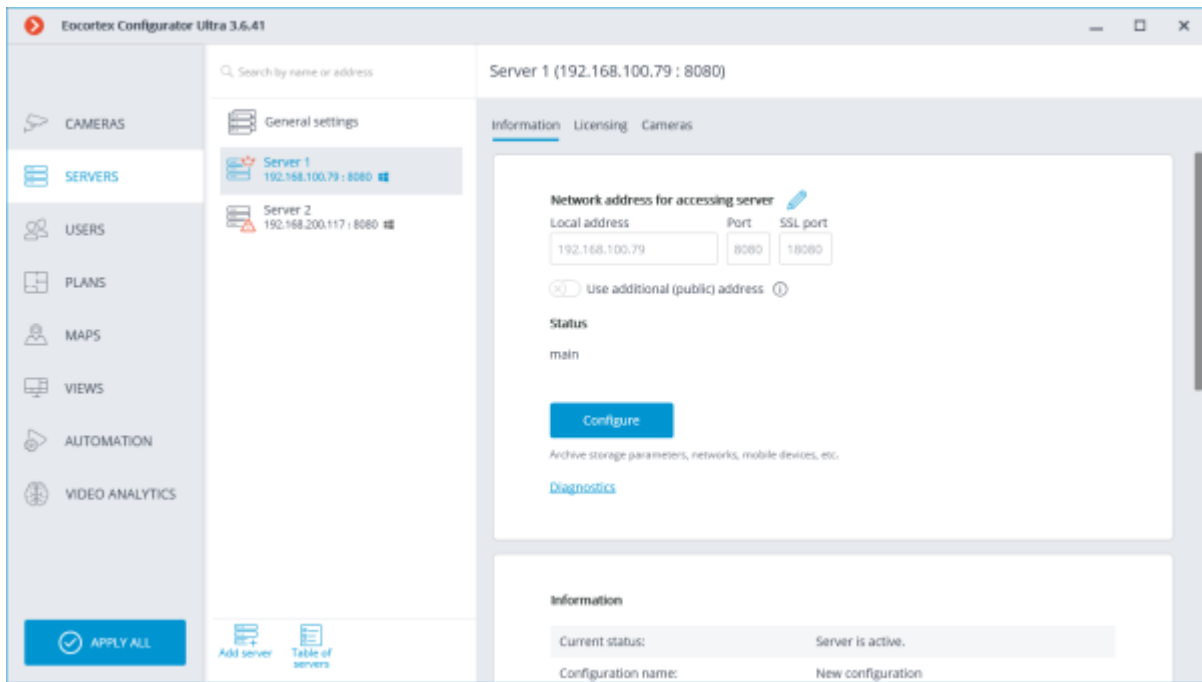 Eocortex Configurator Ultra 3.6.41
Search by name or address
Server 1 (192.168.100.79 : 8080)
CAMERAS
SERVERS
USERS
PLANS
MAPS
VIEWS
AUTOMATION
VIDEO ANALYTICS
APPLY ALL
General settings
Server 1
192.168.100.79 : 8080
Server 2
192.168.200.117 : 8080
Add server
Table of
servers
Information Licensing Cameras
Network address for accessing server
Local address Port SSL port
192.168.100.79 8080 18080
Use additional (public) address
Status
main
Configure
Archive storage parameters, networks, mobile devices, etc.
Diagnostics
Information
Current status: Server is active.
Configuration name: New configuration